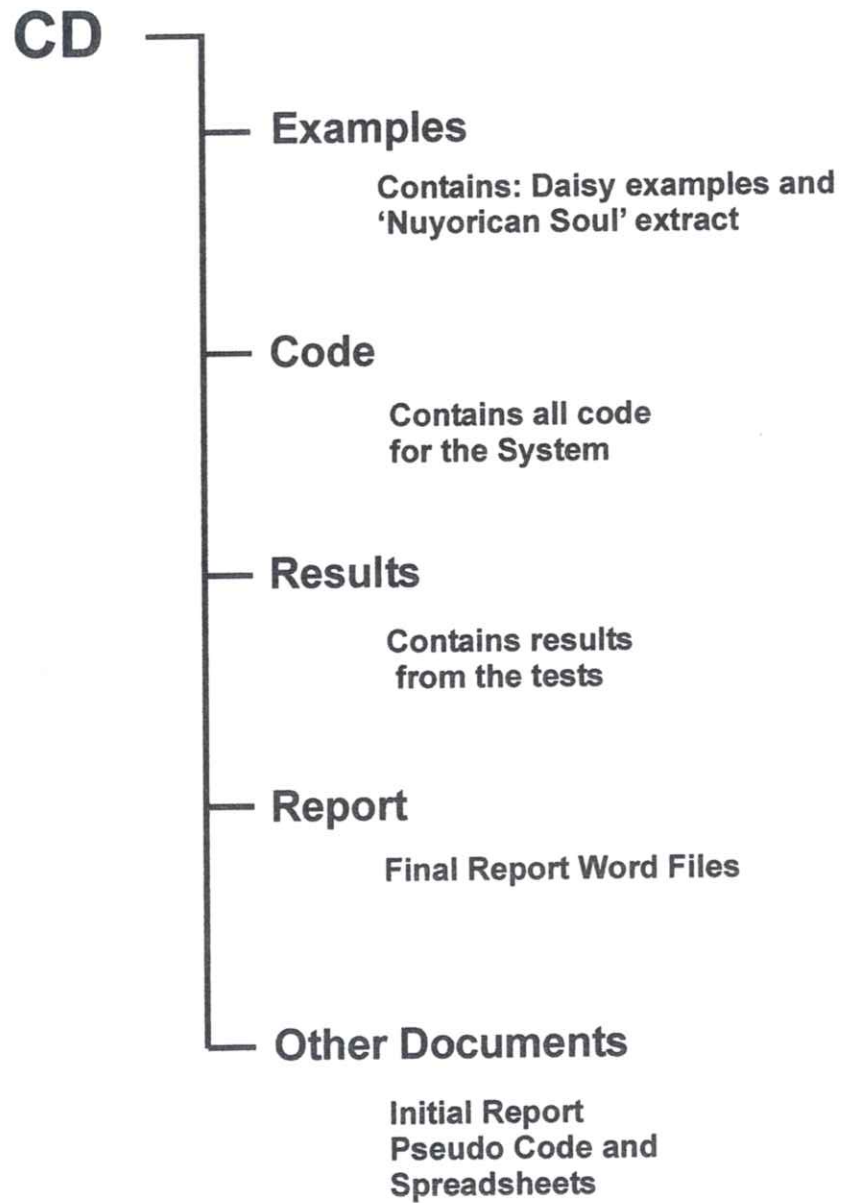 CD
Examples
Contains: Daisy examples and
'Nuyorican Soul' extract
Code
Contains all code
for the System
Results
Contains results
from the tests
Report
Final Report Word Files
Other Documents
Initial Report
Pseudo Code and
Spreadsheets